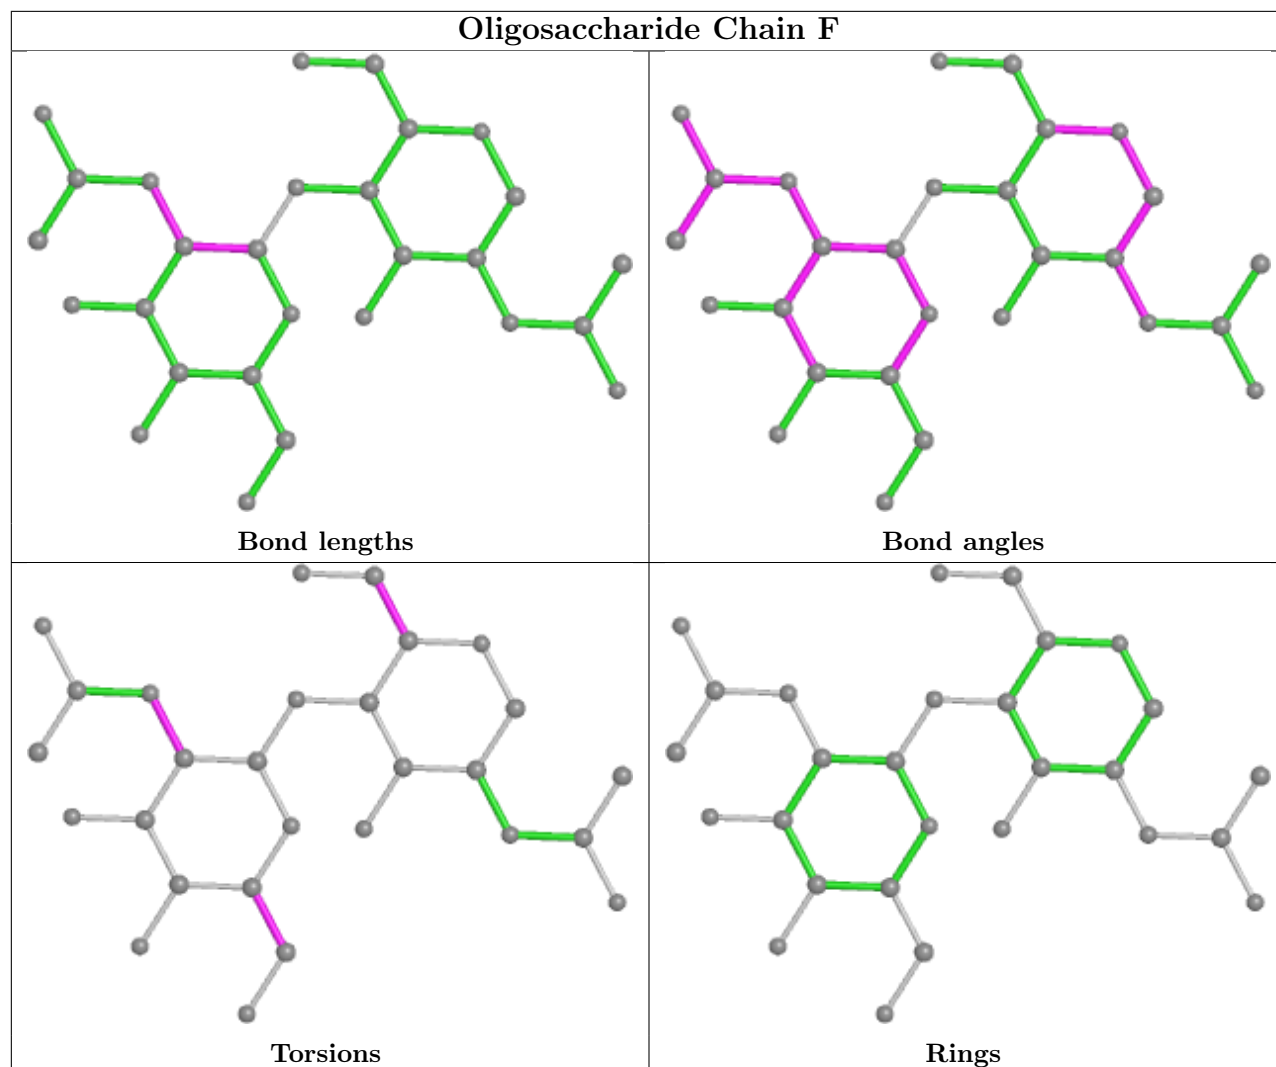 Oligosaccharide Chain F
Bond lengths
Bond angles
Torsions
Rings